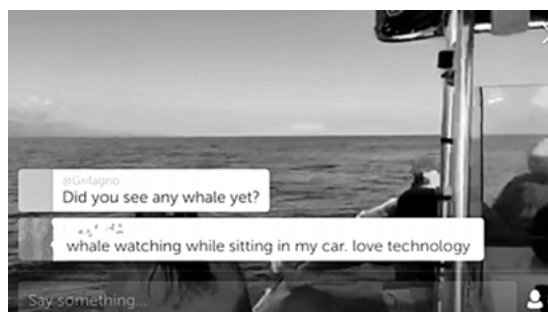 @Grifagno
Did you see any whale yet?
whale watching while sitting in my car. love technology
Say something...